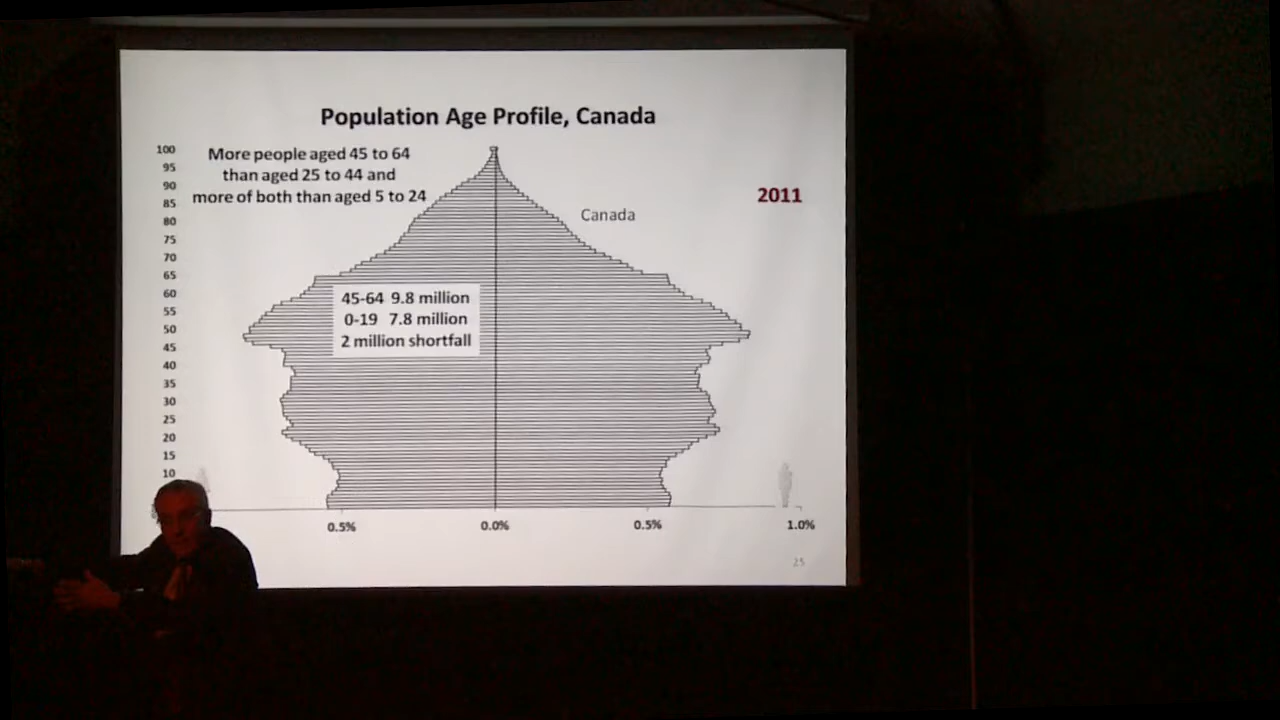 Population Age Profile, Canada
More people aged 45 to 64
than aged 25 to 44 and
more of both than aged 5 to 24
2011
Canada
100
95
90
85
80
75
70
65
60
55
50
45
40
35
30
25
20
15
10
45-64 9.8 million
0-19 7.8 million
2 million shortfall
0.5% 0.0% 0.5% 1.0%
25